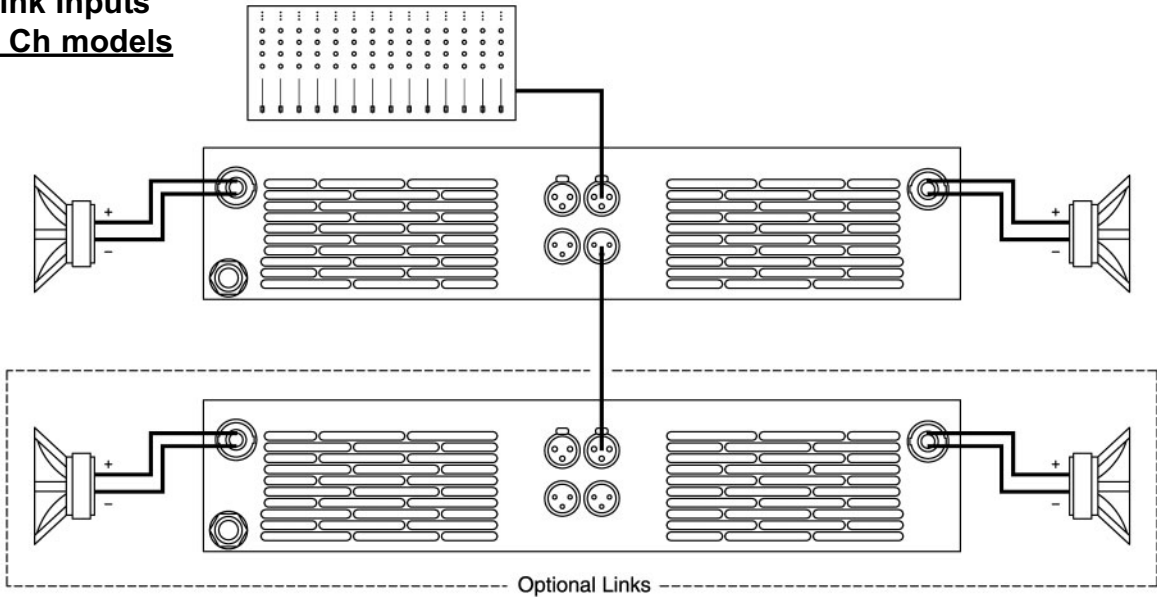 ink Inputs
Ch models
+
−
+
−
+
−
+
−
Optional Links